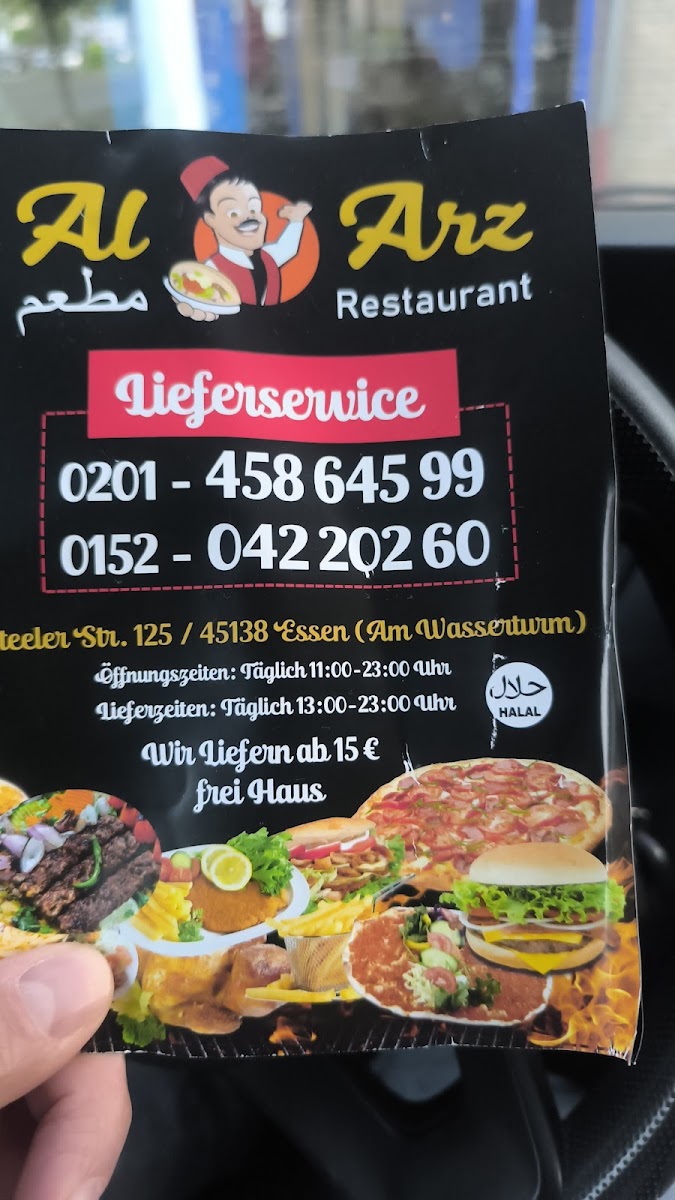 Al Arz
مطعم Restaurant
Lieferservice
0201 - 458 645 99
0152 - 042 202 60
teeler Str. 125 / 45138 Essen (Am Wasserturm)
Öffnungszeiten: Täglich 11:00-23:00 Uhr
Lieferzeiten: Täglich 13:00-23:00 Uhr
حلال
HALAL
Wir Liefern ab 15 €
frei Haus